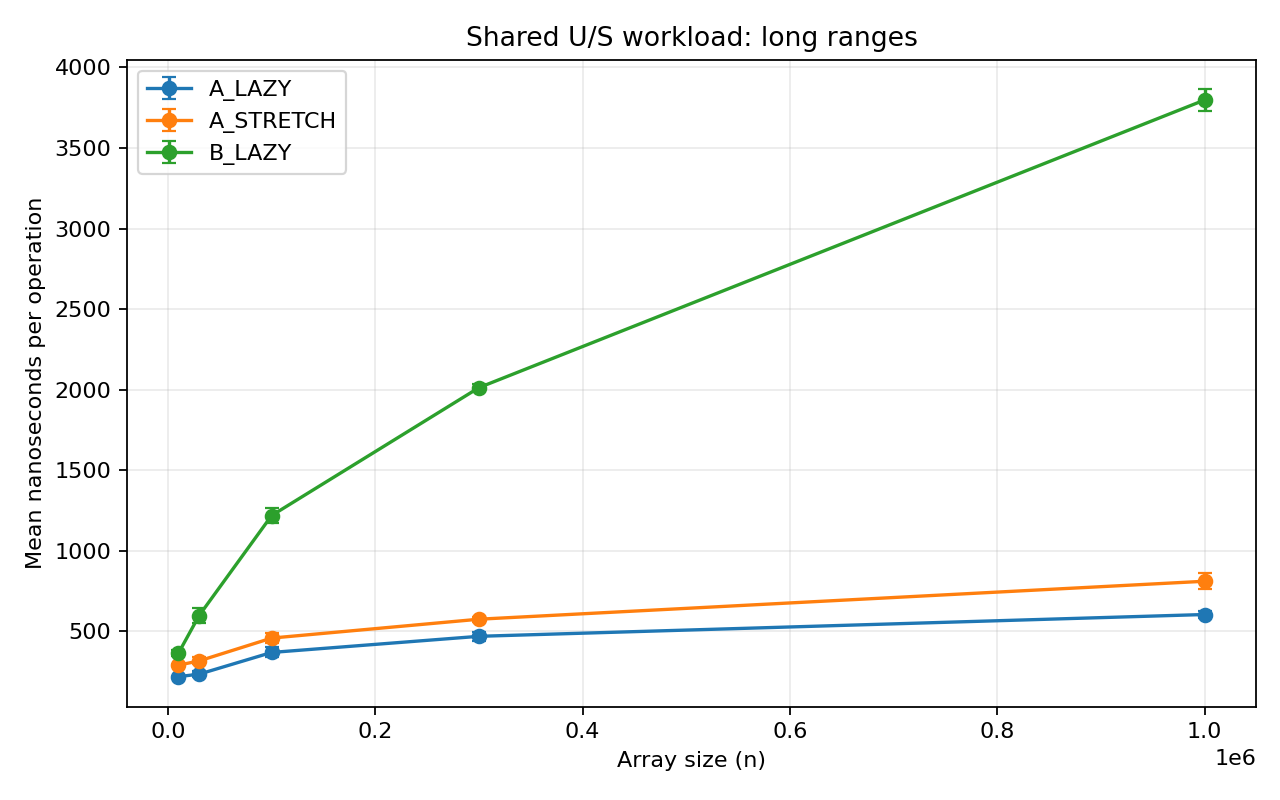 Shared U/S workload: long ranges
4000
3500
3000
2500
2000
1500
1000
500
Mean nanoseconds per operation
A_LAZY
A_STRETCH
B_LAZY
0.0 0.2 0.4 0.6 0.8 1.0
1e6
Array size (n)